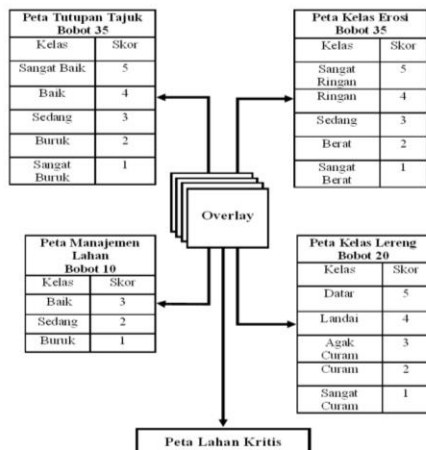 Peta Tutupan Tajuk
Bobot 35
Kelas Skor
Sangat Baik 5
Baik 4
Sedang 3
Buruk 2
Sangat
Buruk 1
Peta Kelas Erosi
Bobot 35
Kelas Skor
Sangat
Ringan 5
Ringan 4
Sedang 3
Berat 2
Sangat
Berat 1
Overlay
Peta Manajemen
Lahan
Bobot 10
Kelas Skor
Baik 3
Sedang 2
Buruk 1
Peta Kelas Lereng
Bobot 20
Kelas Skor
Datar 5
Landai 4
Agak
Curam 3
Curam 2
Sangat
Curam 1
Peta Lahan Kritis